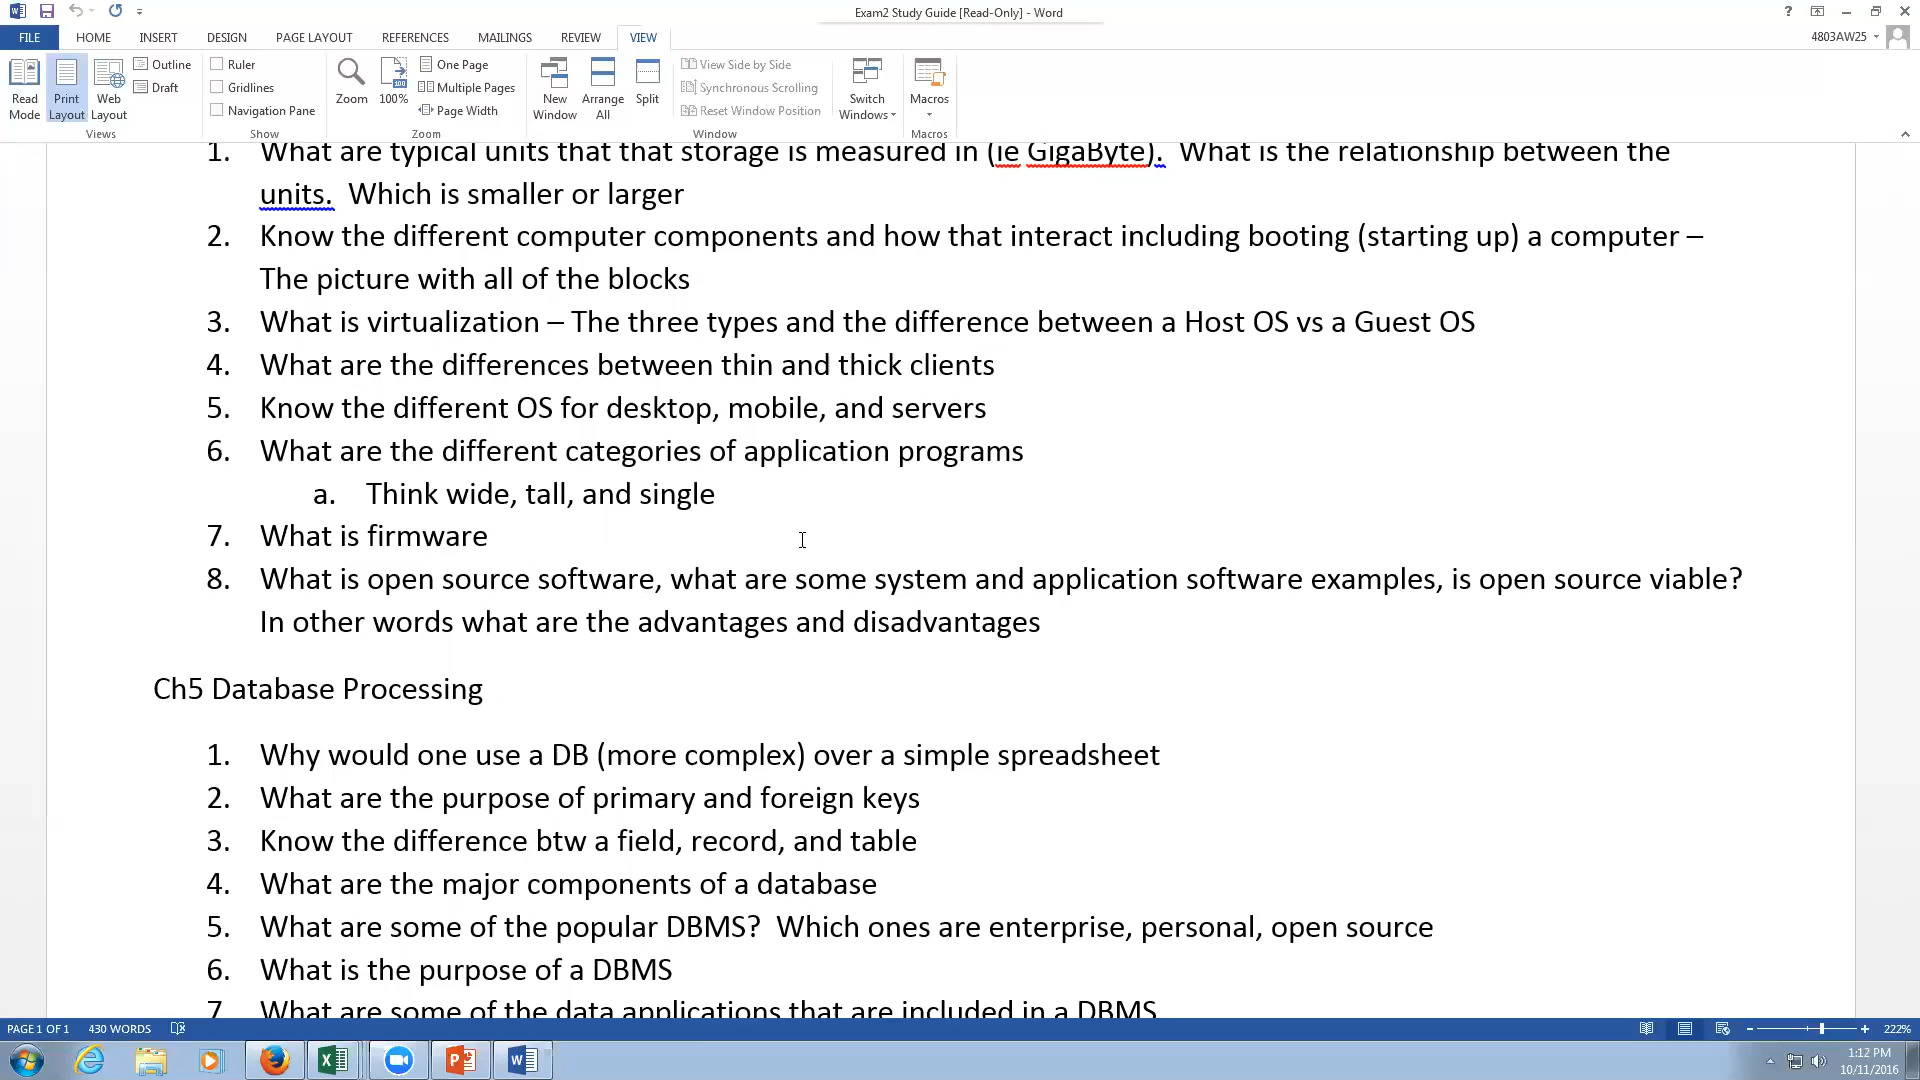 Exam2 Study Guide [Read-Only] - Word
?
FILE HOME INSERT DESIGN PAGE LAYOUT REFERENCES MAILINGS REVIEW VIEW 4803AW25
Read Mode
Print Layout
Web Layout
Outline
Draft
Views
Ruler
Gridlines
Navigation Pane
Show
Zoom
100
100%
One Page
Multiple Pages
Page Width
Zoom
New Window
Arrange All
Split
View Side by Side
Synchronous Scrolling
Reset Window Position
Window
Switch Windows
Macros
Macros
1. What are typical units that that storage is measured in (ie GigaByte).  What is the relationship between the
units.  Which is smaller or larger
2. Know the different computer components and how that interact including booting (starting up) a computer –
The picture with all of the blocks
3. What is virtualization – The three types and the difference between a Host OS vs a Guest OS
4. What are the differences between thin and thick clients
5. Know the different OS for desktop, mobile, and servers
6. What are the different categories of application programs
a. Think wide, tall, and single
7. What is firmware
8. What is open source software, what are some system and application software examples, is open source viable?
In other words what are the advantages and disadvantages
Ch5 Database Processing
1. Why would one use a DB (more complex) over a simple spreadsheet
2. What are the purpose of primary and foreign keys
3. Know the difference btw a field, record, and table
4. What are the major components of a database
5. What are some of the popular DBMS?  Which ones are enterprise, personal, open source
6. What is the purpose of a DBMS
7. What are some of the data applications that are included in a DBMS
PAGE 1 OF 1 430 WORDS 222%
1:12 PM
10/11/2016